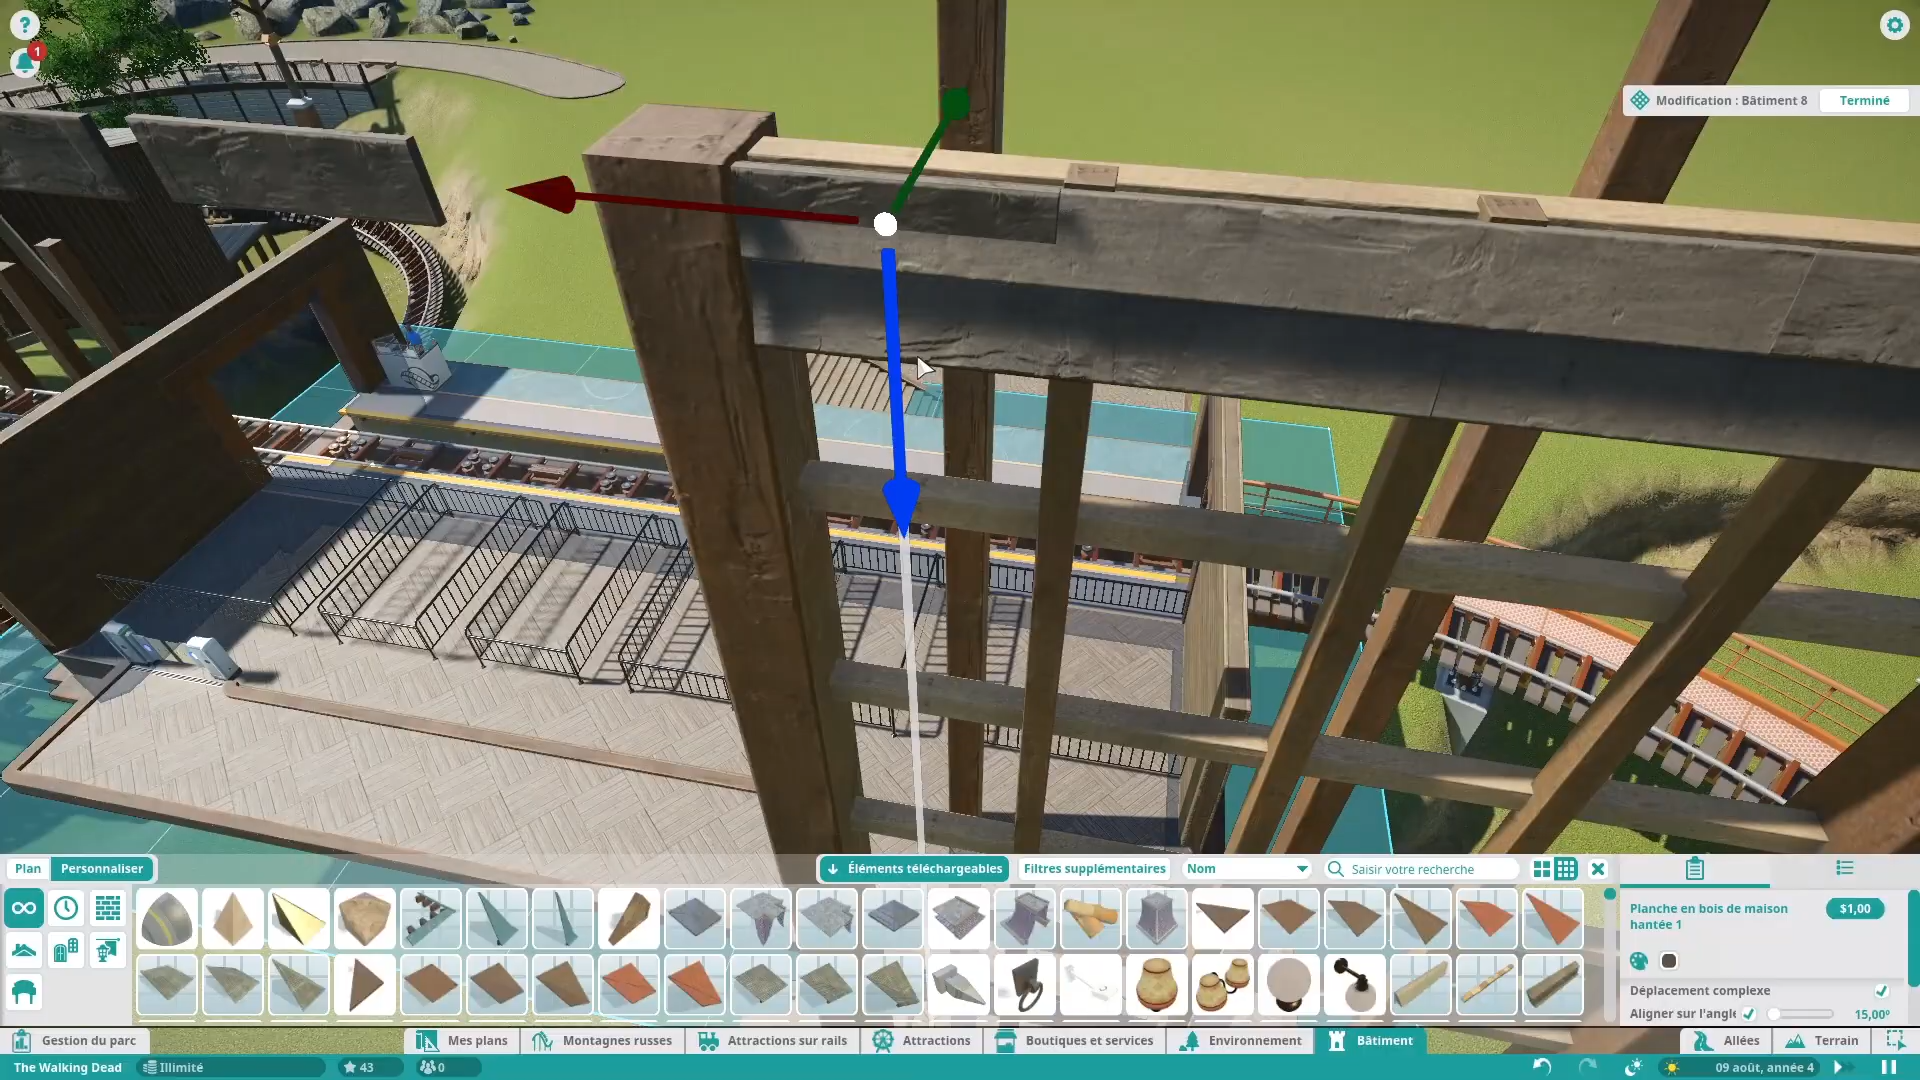 ?
1
Modification : Bâtiment 8
Terminé
Plan
Personnaliser
Éléments téléchargeables
Filtres supplémentaires
Nom
Saisir votre recherche
Planche en bois de maison
hantée 1
$1,00
Déplacement complexe
Aligner sur l'angle
15,00°
Gestion du parc
Mes plans
Montagnes russes
Attractions sur rails
Attractions
Boutiques et services
Environnement
Bâtiment
Allées
Terrain
The Walking Dead
Illimité
43
0
09 août, année 4